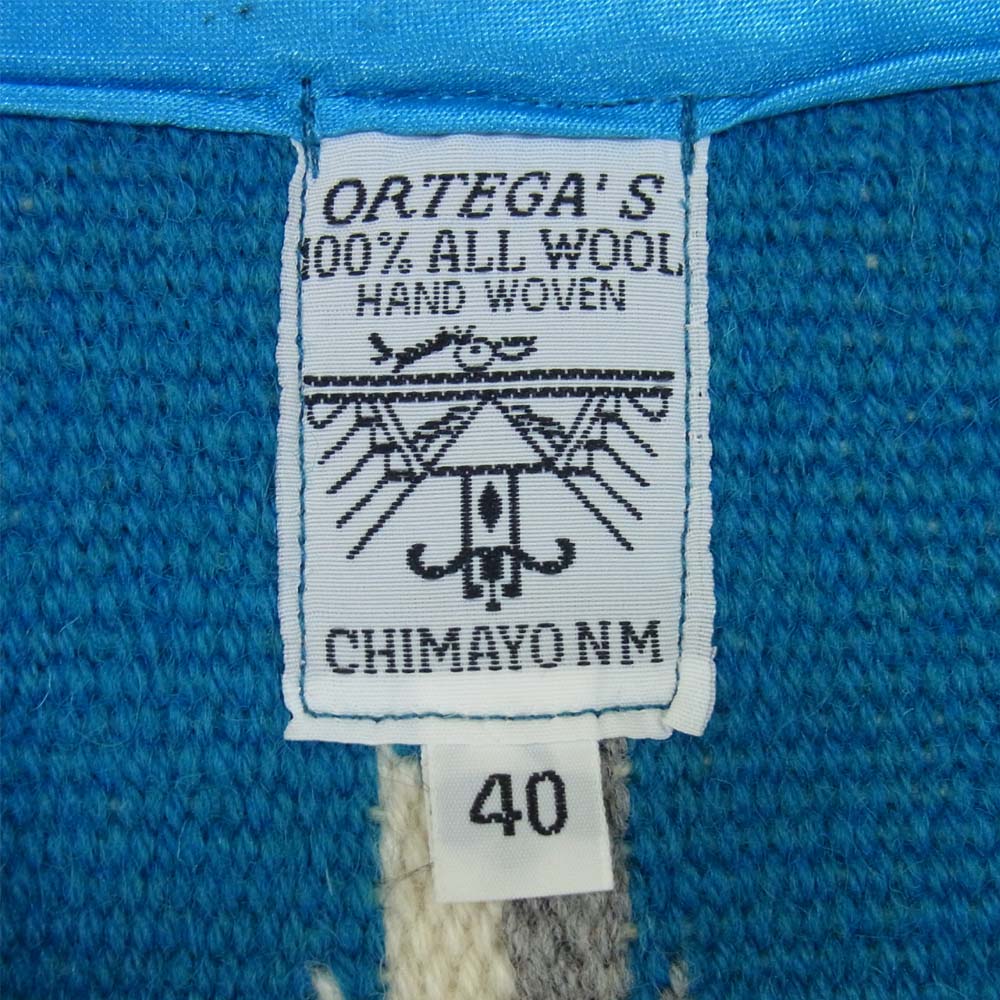 ORTEGA'S
100% ALL WOOL
HAND WOVEN
CHIMAYO NM
40